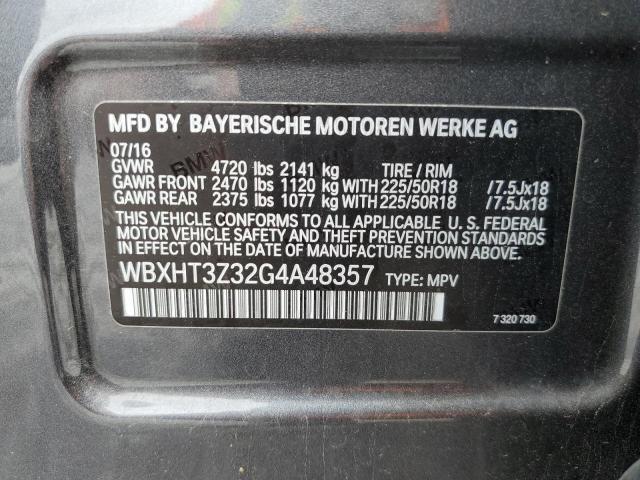 MFD BY BAYERISCHE MOTOREN WERKE AG
07/16
GVWR 4720 lbs 2141 kg TIRE / RIM
GAWR FRONT 2470 lbs 1120 kg WITH 225/50R18 /7.5Jx18
GAWR REAR 2375 lbs 1077 kg WITH 225/50R18 /7.5Jx18
THIS VEHICLE CONFORMS TO ALL APPLICABLE U. S. FEDERAL
MOTOR VEHICLE SAFETY AND THEFT PREVENTION STANDARDS
IN EFFECT ON THE DATE OF MANUFACTURE SHOWN ABOVE.
WBXHT3Z32G4A48357 TYPE: MPV
7 320 730